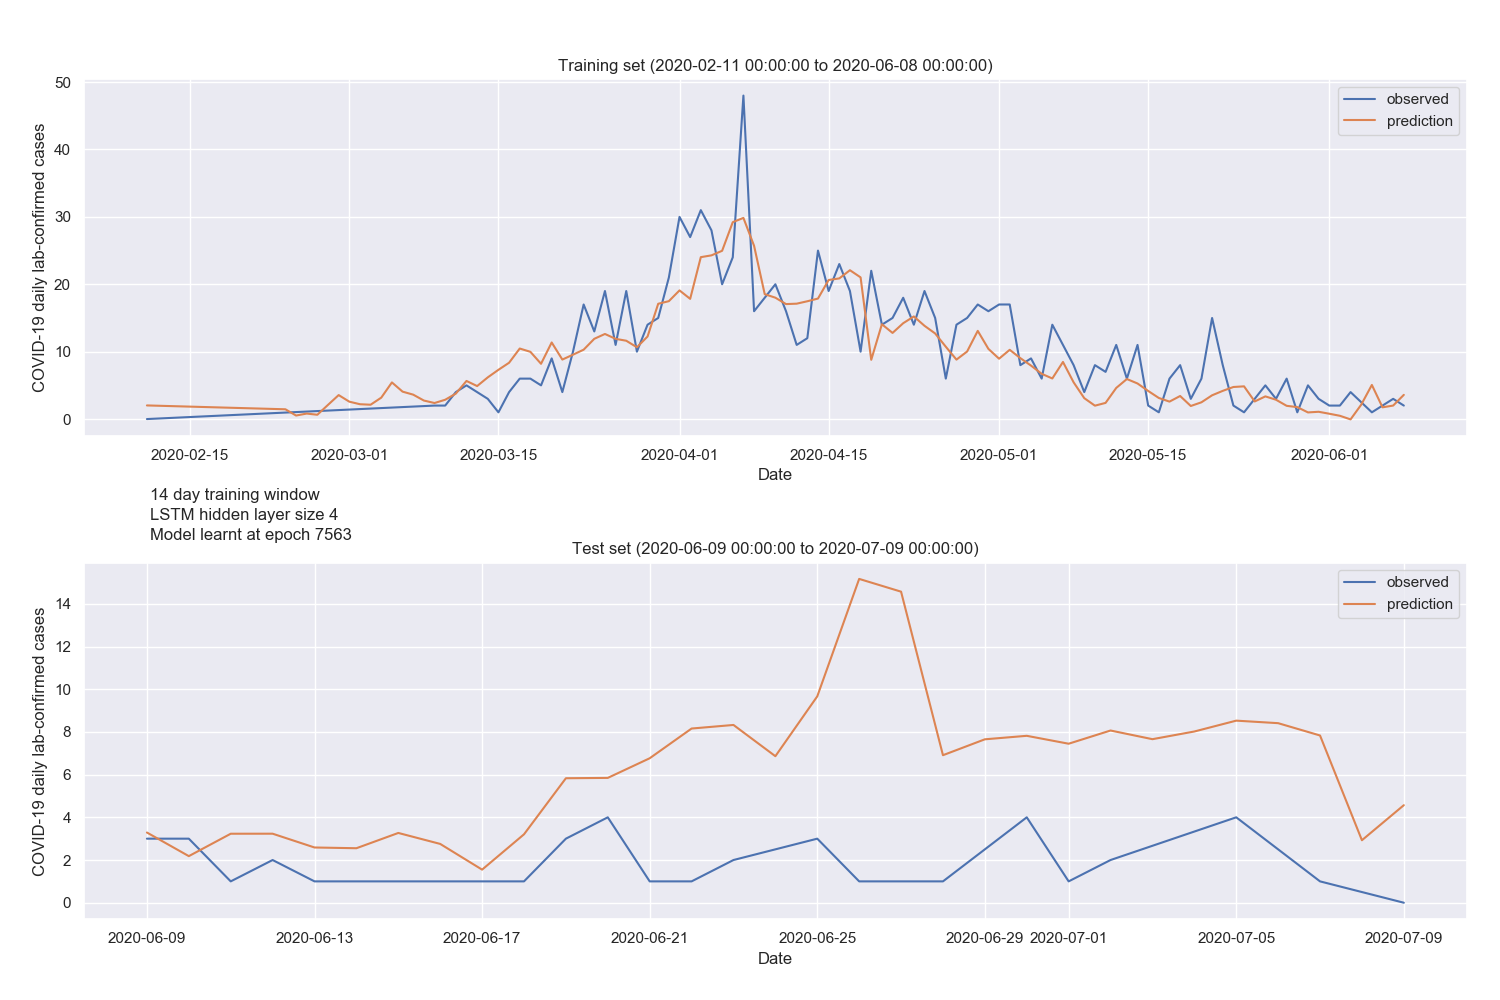 Training set (2020-02-11 00:00:00 to 2020-06-08 00:00:00)
COVID-19 daily lab-confirmed cases
50
40
30
20
10
0
observed
prediction
2020-02-15 2020-03-01 2020-03-15 2020-04-01 2020-04-15 2020-05-01 2020-05-15 2020-06-01
Date
14 day training window
LSTM hidden layer size 4
Model learnt at epoch 7563
Test set (2020-06-09 00:00:00 to 2020-07-09 00:00:00)
COVID-19 daily lab-confirmed cases
14
12
10
8
6
4
2
0
observed
prediction
2020-06-09 2020-06-13 2020-06-17 2020-06-21 2020-06-25 2020-06-29 2020-07-01 2020-07-05 2020-07-09
Date